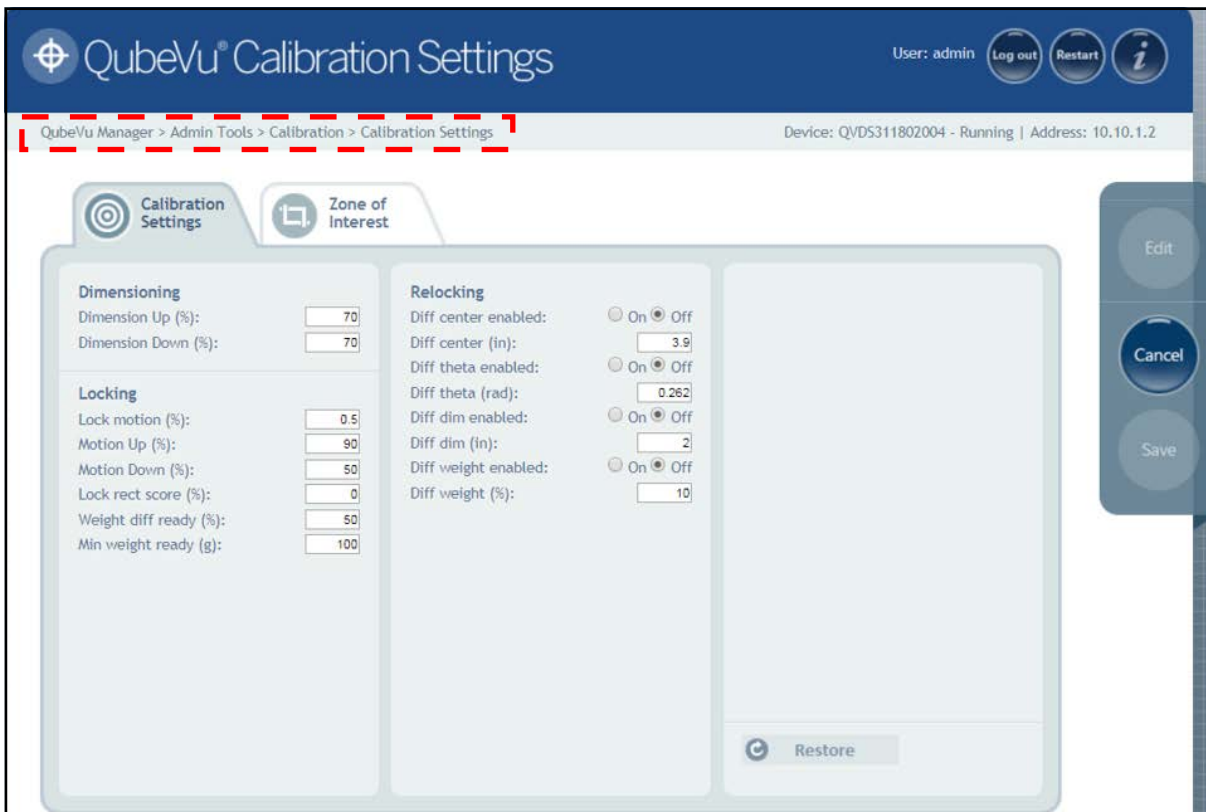 QubeVu® Calibration Settings
User: admin
Log out
Restart
i
QubeVu Manager > Admin Tools > Calibration > Calibration Settings
Device: QVDS311802004 - Running | Address: 10.10.1.2
Calibration
Settings
Zone of
Interest
Edit
Cancel
Save
Dimensioning
Dimension Up (%): 70
Dimension Down (%): 70
Locking
Lock motion (%): 0.5
Motion Up (%): 90
Motion Down (%): 50
Lock rect score (%): 0
Weight diff ready (%): 50
Min weight ready (g): 100
Relocking
Diff center enabled: On Off
Diff center (in): 3.9
Diff theta enabled: On Off
Diff theta (rad): 0.262
Diff dim enabled: On Off
Diff dim (in): 2
Diff weight enabled: On Off
Diff weight (%): 10
Restore